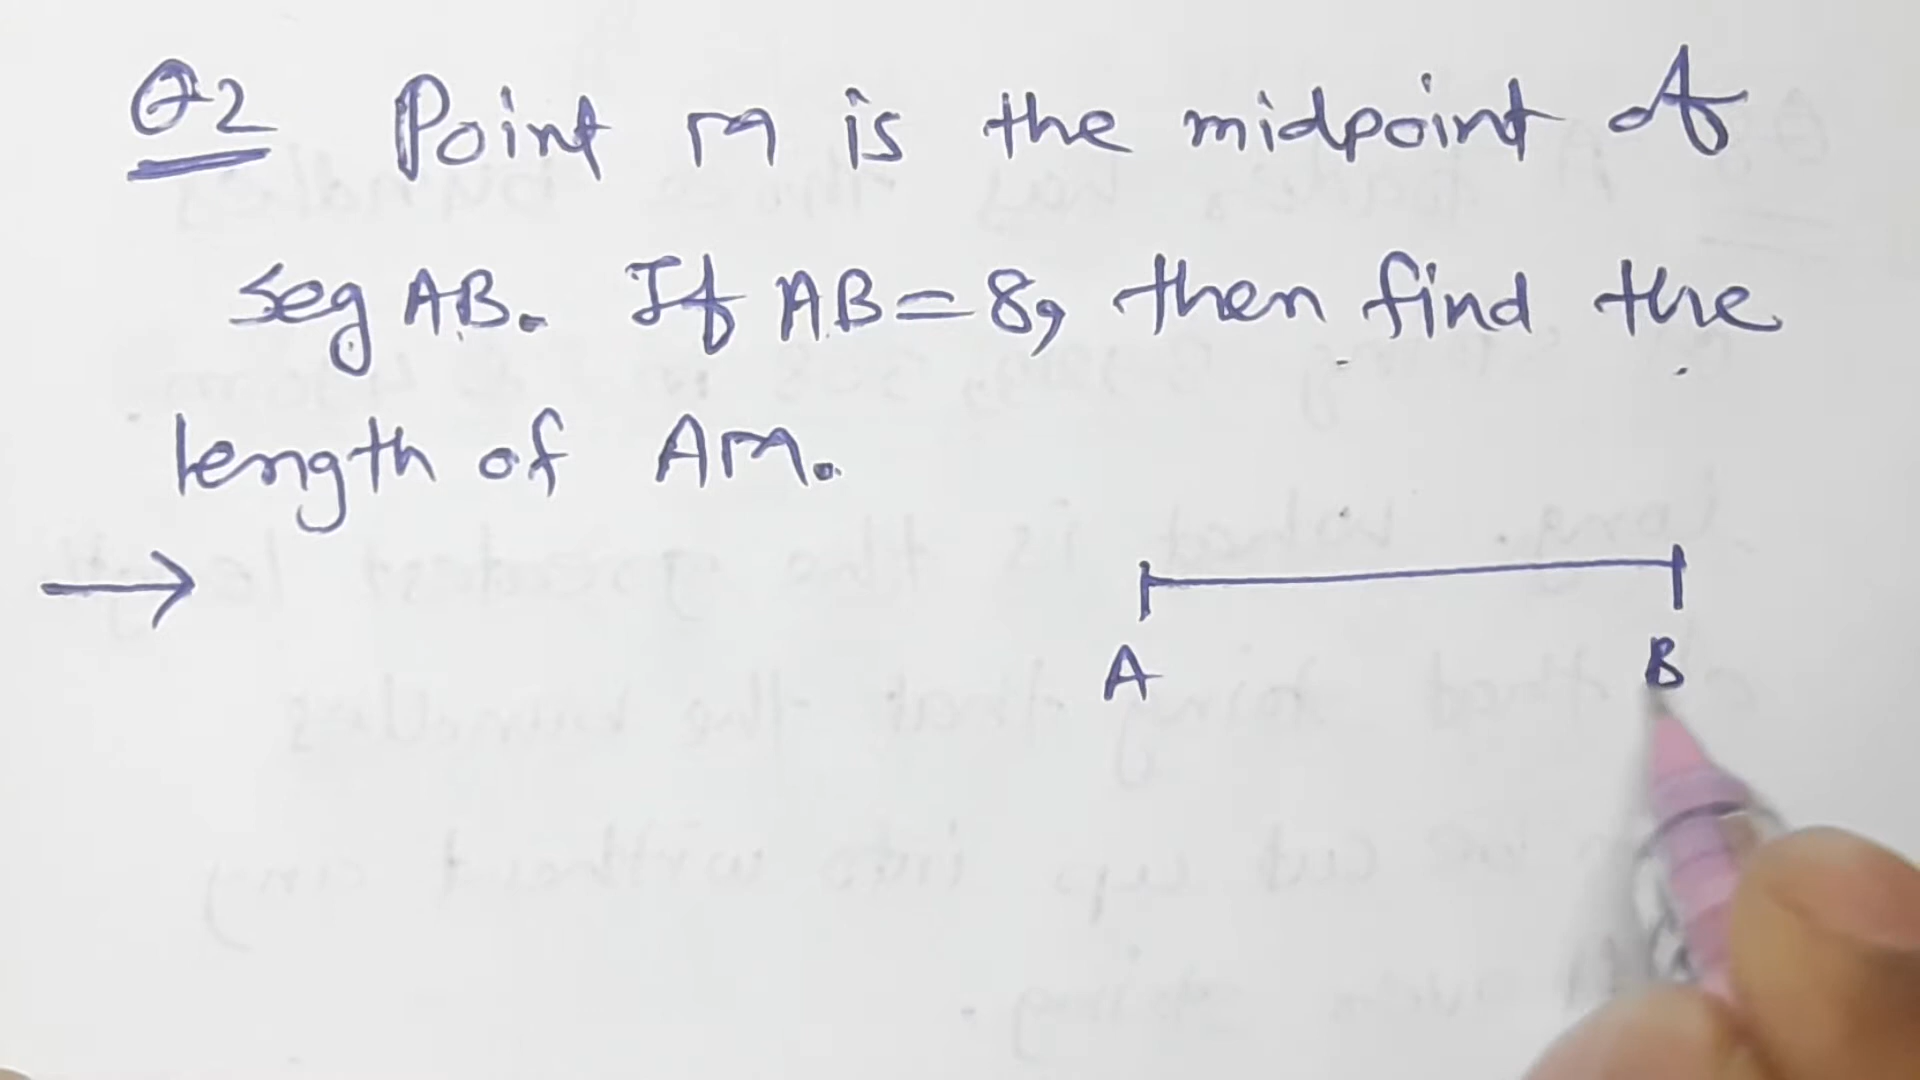 Q2 Point M is the midpoint of
seg AB. If AB=8, then find the
length of AM.
→
A B